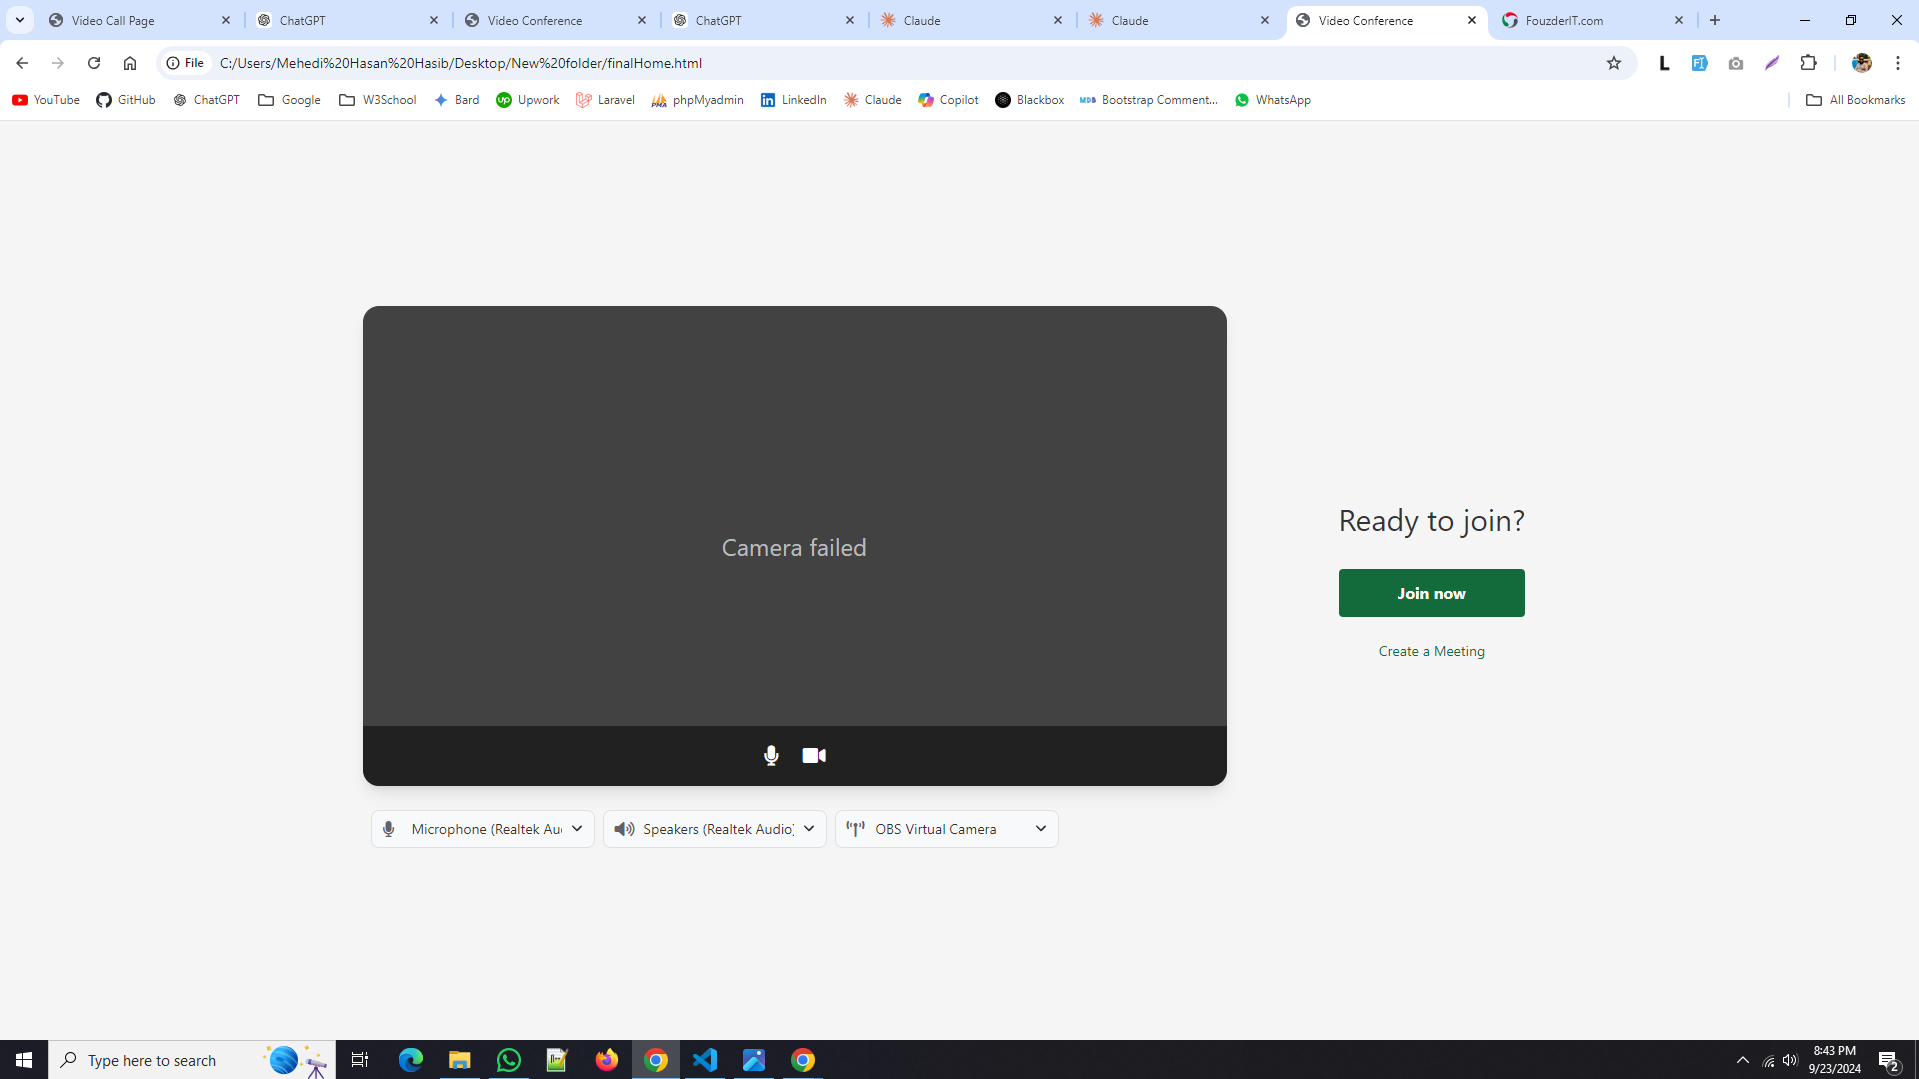 Video Call Page
ChatGPT
Video Conference
ChatGPT
Claude
Claude
Video Conference
FouzderIT.com
File
C:/Users/Mehedi%20Hasan%20Hasib/Desktop/New%20folder/finalHome.html
YouTube
GitHub
ChatGPT
Google
W3School
Bard
Upwork
Laravel
phpMyadmin
LinkedIn
Claude
Copilot
Blackbox
Bootstrap Comment...
WhatsApp
All Bookmarks
Camera failed
Ready to join?
Join now
Create a Meeting
Microphone (Realtek Au
Speakers (Realtek Audio)
OBS Virtual Camera
Type here to search
8:43 PM
9/23/2024
2